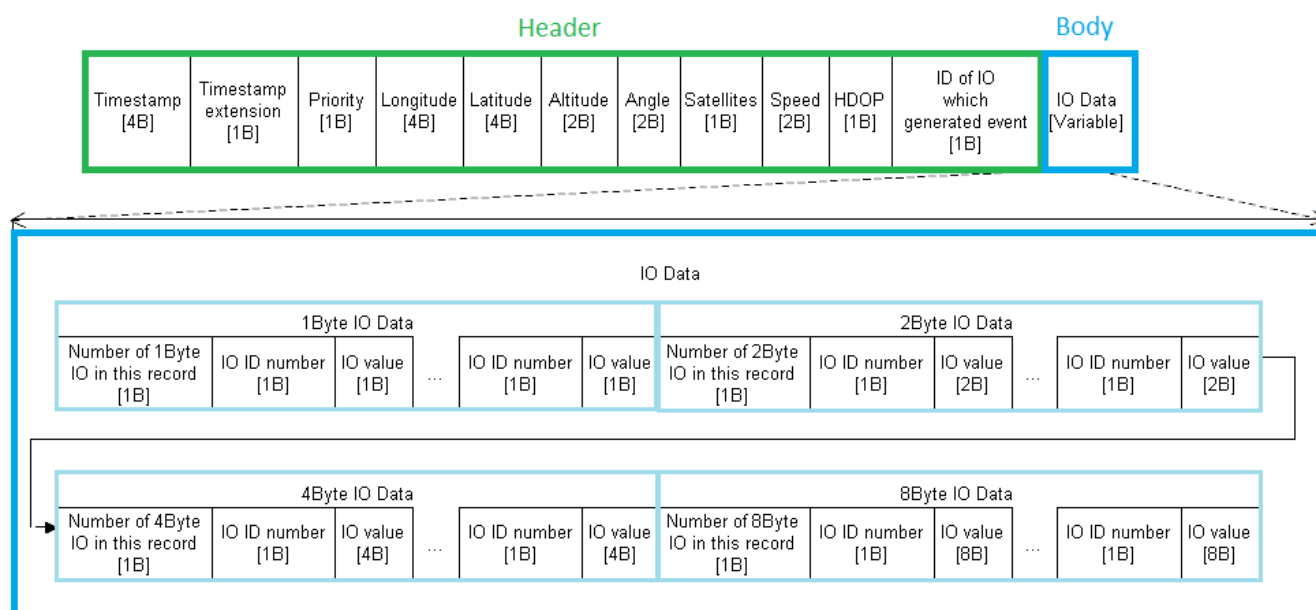 Header
Body
Timestamp
[4B]
Timestamp
extension
[1B]
Priority
[1B]
Longitude
[4B]
Latitude
[4B]
Altitude
[2B]
Angle
[2B]
Satellites
[1B]
Speed
[2B]
HDOP
[1B]
ID of IO
which
generated event
[1B]
IO Data
[Variable]
IO Data
1Byte IO Data
Number of 1Byte
IO in this record
[1B]
IO ID number
[1B]
IO value
[1B]
...
IO ID number
[1B]
IO value
[1B]
2Byte IO Data
Number of 2Byte
IO in this record
[1B]
IO ID number
[1B]
IO value
[2B]
...
IO ID number
[1B]
IO value
[2B]
4Byte IO Data
Number of 4Byte
IO in this record
[1B]
IO ID number
[1B]
IO value
[4B]
...
IO ID number
[1B]
IO value
[4B]
8Byte IO Data
Number of 8Byte
IO in this record
[1B]
IO ID number
[1B]
IO value
[8B]
...
IO ID number
[1B]
IO value
[8B]